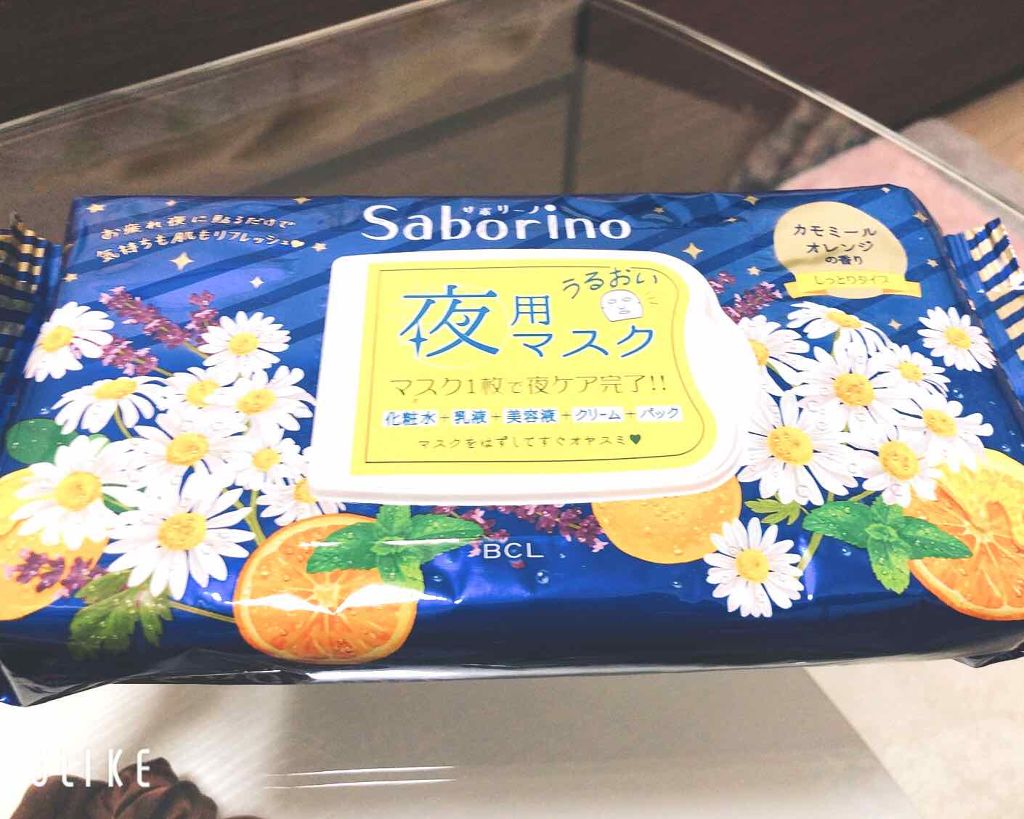 お疲れ夜に貼るだけで
気持ちも肌もリフレッシュ♥
サボリーノ
Saborino
カモミール
オレンジ
の香り
しっとりタイプ
うるおい
夜用
マスク
マスク1枚で夜ケア完了!!
化粧水+乳液+美容液+クリーム+パック
マスクをはずしてすぐオヤスミ♥
BCL
ULIKE